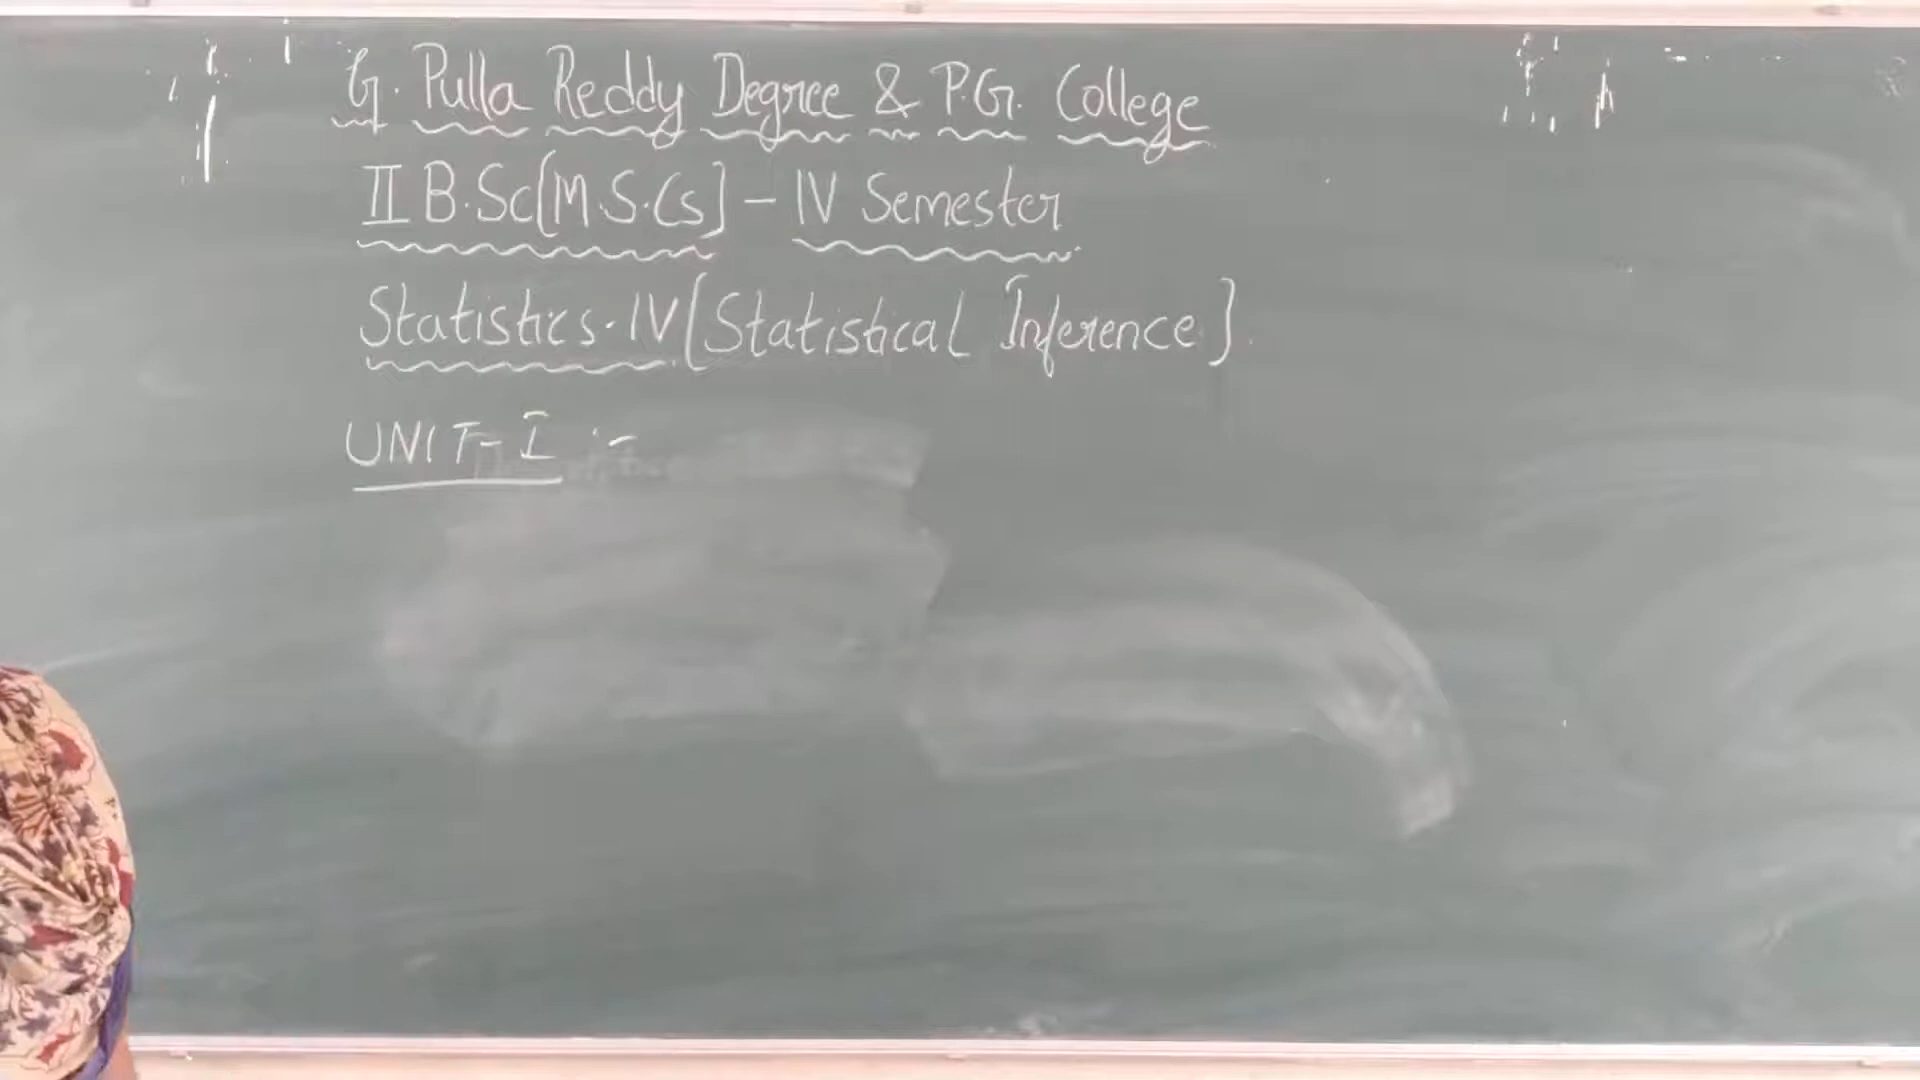 G. Pulla Reddy Degree & P.G. College
II B.Sc[M.S.Cs] - IV Semester
Statistics-IV [Statistical Inference].
UNIT-I :-